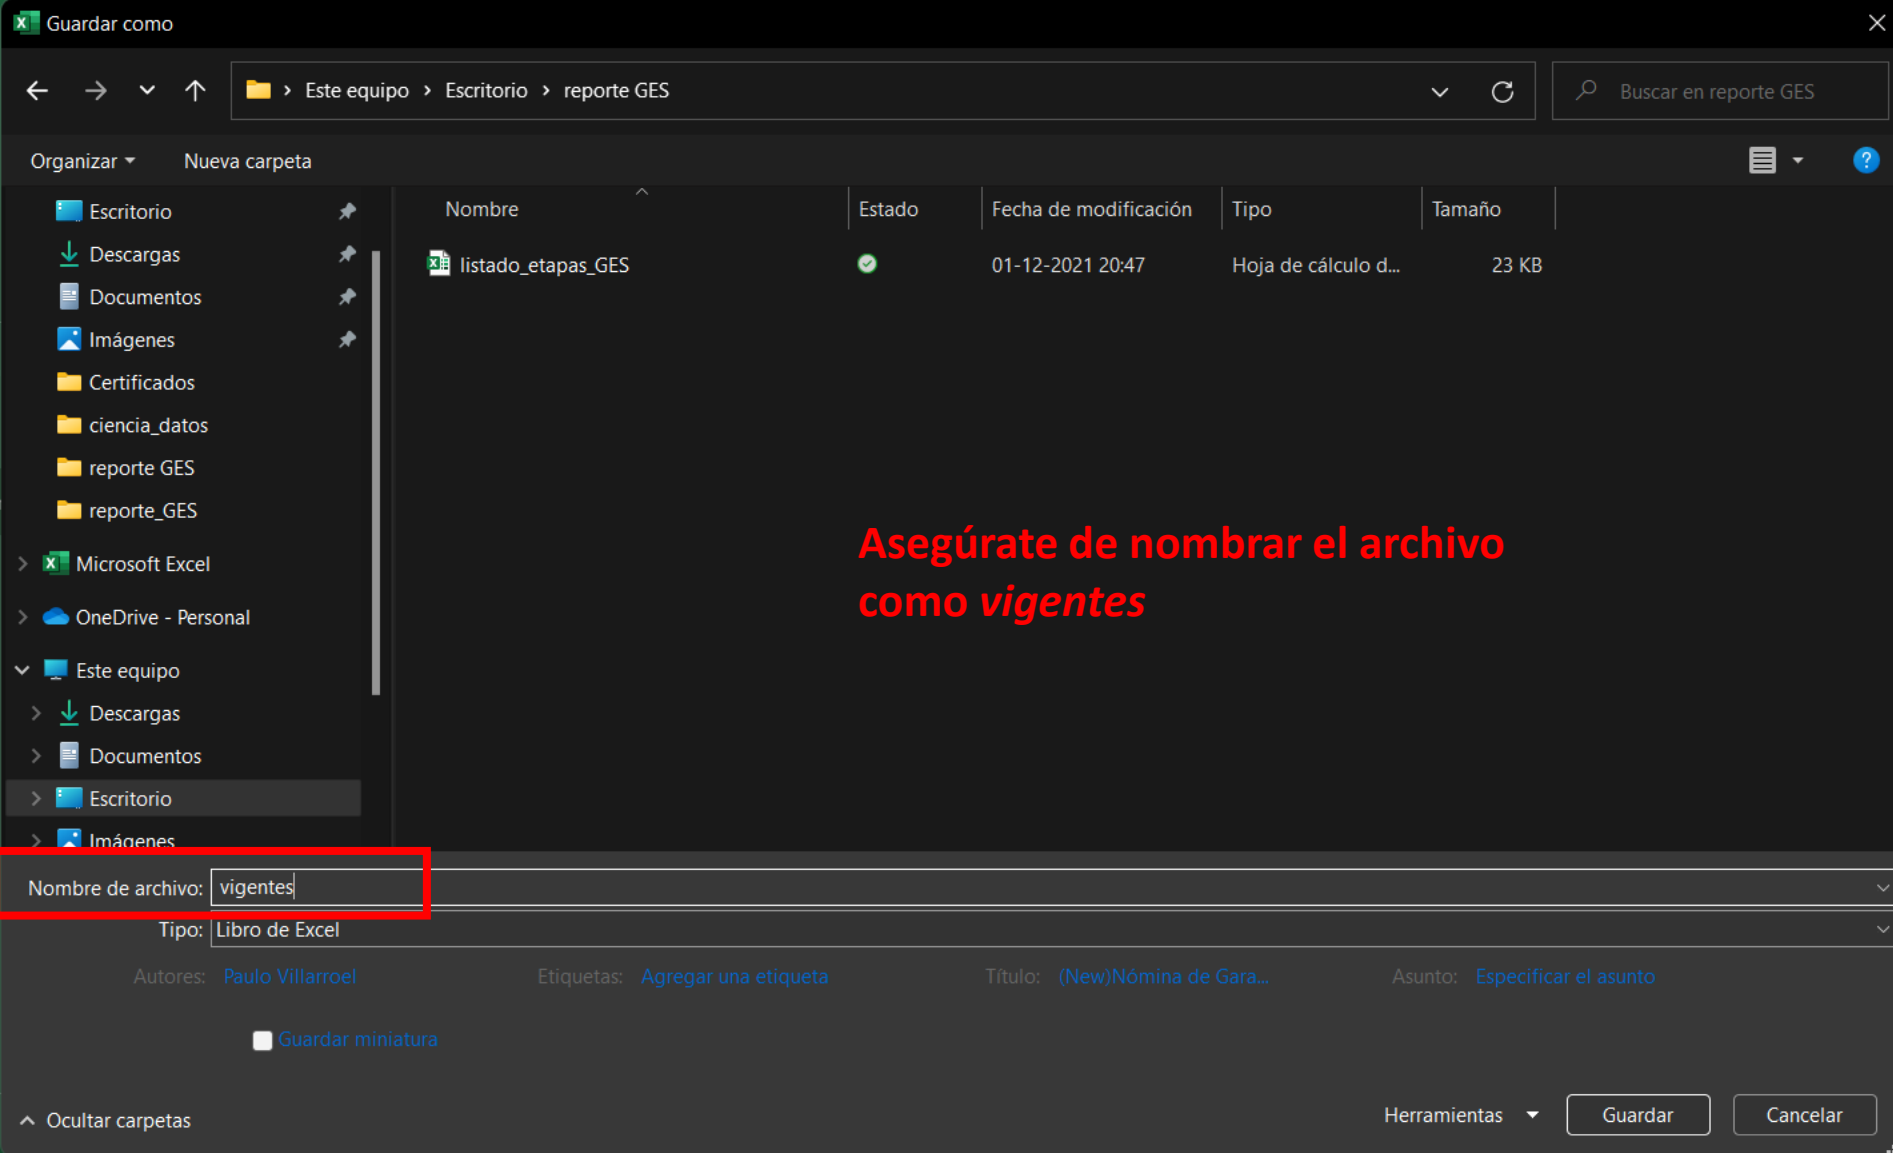 Guardar como
Este equipo > Escritorio > reporte GES
Buscar en reporte GES
Organizar
Nueva carpeta
Escritorio
Descargas
Documentos
Imágenes
Certificados
ciencia_datos
reporte GES
reporte_GES
Microsoft Excel
OneDrive - Personal
Este equipo
Descargas
Documentos
Escritorio
Imágenes
Nombre Estado Fecha de modificación Tipo Tamaño
listado_etapas_GES 01-12-2021 20:47 Hoja de cálculo d... 23 KB
Asegúrate de nombrar el archivo
como vigentes
Nombre de archivo: vigentes
Tipo: Libro de Excel
Autores: Paulo Villarroel Etiquetas: Agregar una etiqueta Título: (New)Nómina de Gara... Asunto: Especificar el asunto
Guardar miniatura
Ocultar carpetas
Herramientas
Guardar
Cancelar